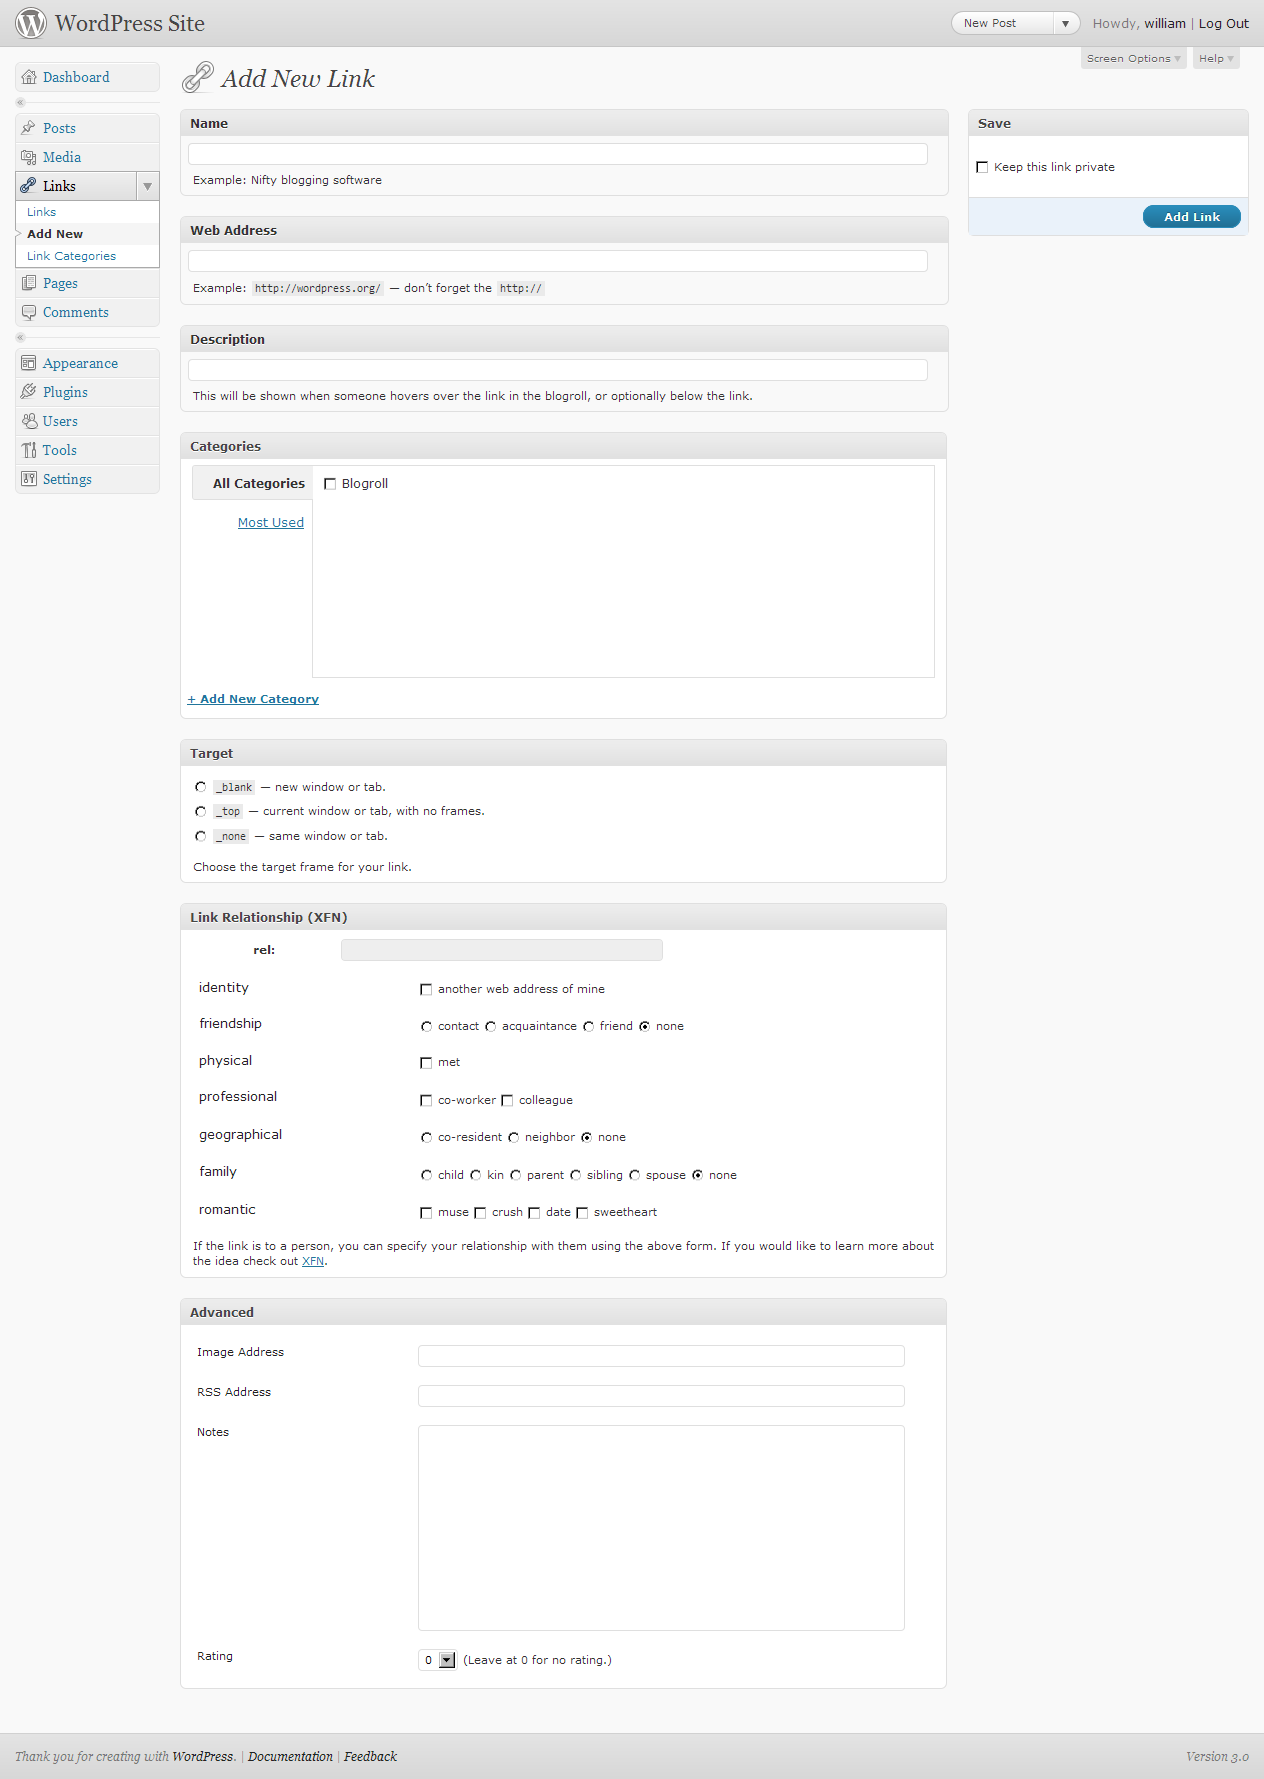 WordPress Site
New Post
Howdy, william | Log Out
Screen Options
Help
Dashboard
Posts
Media
Links
Links
Add New
Link Categories
Pages
Comments
Appearance
Plugins
Users
Tools
Settings
Add New Link
Name
Example: Nifty blogging software
Web Address
Example: http://wordpress.org/ — don’t forget the http://
Description
This will be shown when someone hovers over the link in the blogroll, or optionally below the link.
Categories
All Categories
Blogroll
Most Used
+ Add New Category
Target
_blank — new window or tab.
_top — current window or tab, with no frames.
_none — same window or tab.
Choose the target frame for your link.
Link Relationship (XFN)
rel:
identity another web address of mine
friendship contact acquaintance friend none
physical met
professional co-worker colleague
geographical co-resident neighbor none
family child kin parent sibling spouse none
romantic muse crush date sweetheart
If the link is to a person, you can specify your relationship with them using the above form. If you would like to learn more about
the idea check out XFN.
Advanced
Image Address
RSS Address
Notes
Rating 0 (Leave at 0 for no rating.)
Save
Keep this link private
Add Link
Thank you for creating with WordPress. | Documentation | Feedback
Version 3.0